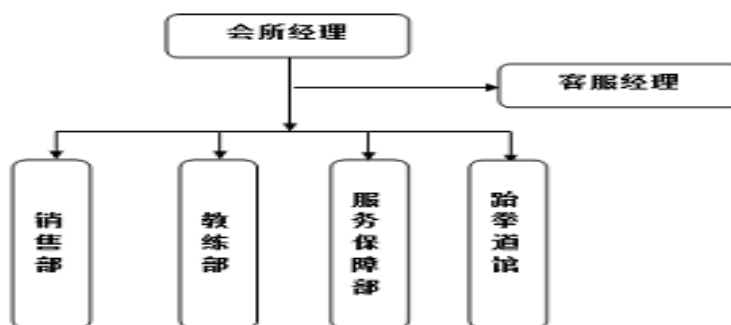 会所经理
客服经理
销售部
教练部
服务保障部
跆拳道馆